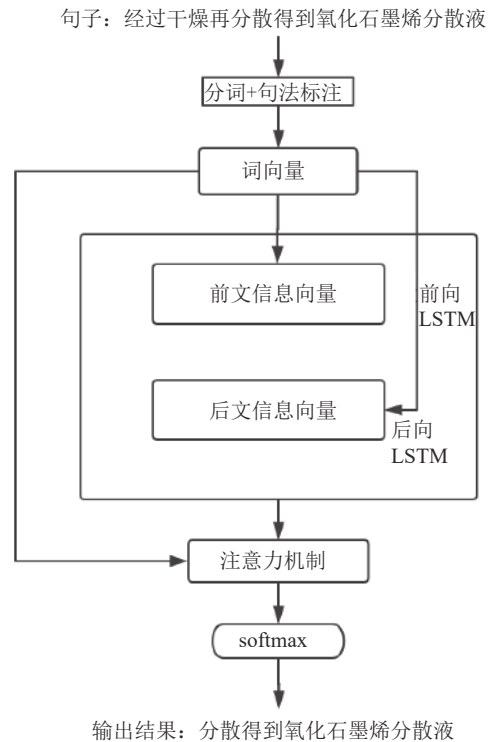 句子：经过干燥再分散得到氧化石墨烯分散液
分词+句法标注
词向量
前文信息向量
前向
LSTM
后文信息向量
后向
LSTM
注意力机制
softmax
输出结果：分散得到氧化石墨烯分散液